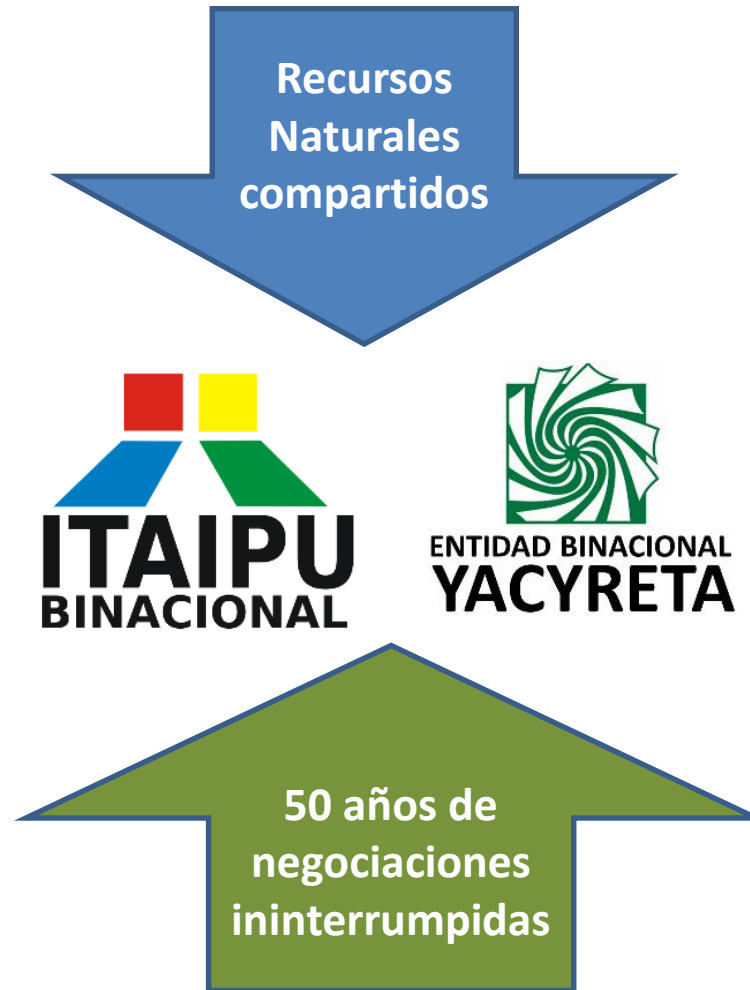 Recursos
Naturales
compartidos
ITAIPU
BINACIONAL
ENTIDAD BINACIONAL
YACYRETA
50 años de
negociaciones
ininterrumpidas